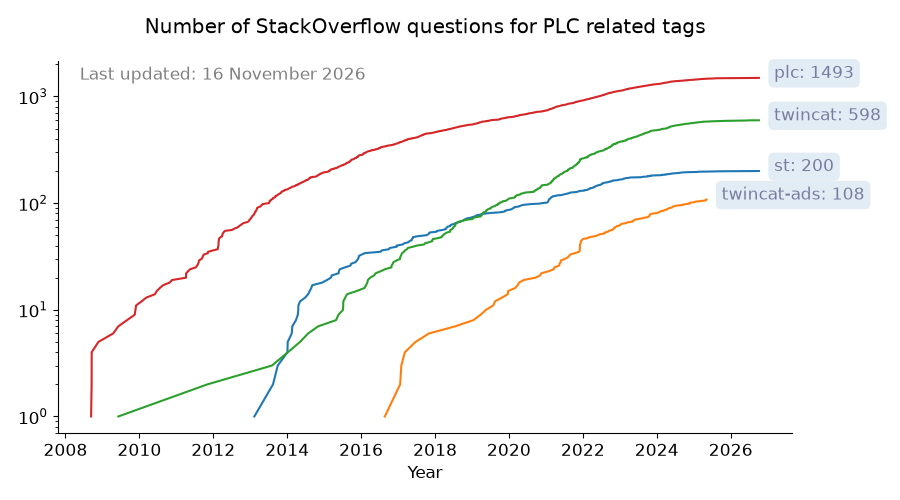 Number of StackOverflow questions for PLC related tags
Last updated: 16 November 2026
plc: 1493
twincat: 598
st: 200
twincat-ads: 108
10³
10²
10¹
10⁰
2008 2010 2012 2014 2016 2018 2020 2022 2024 2026
Year